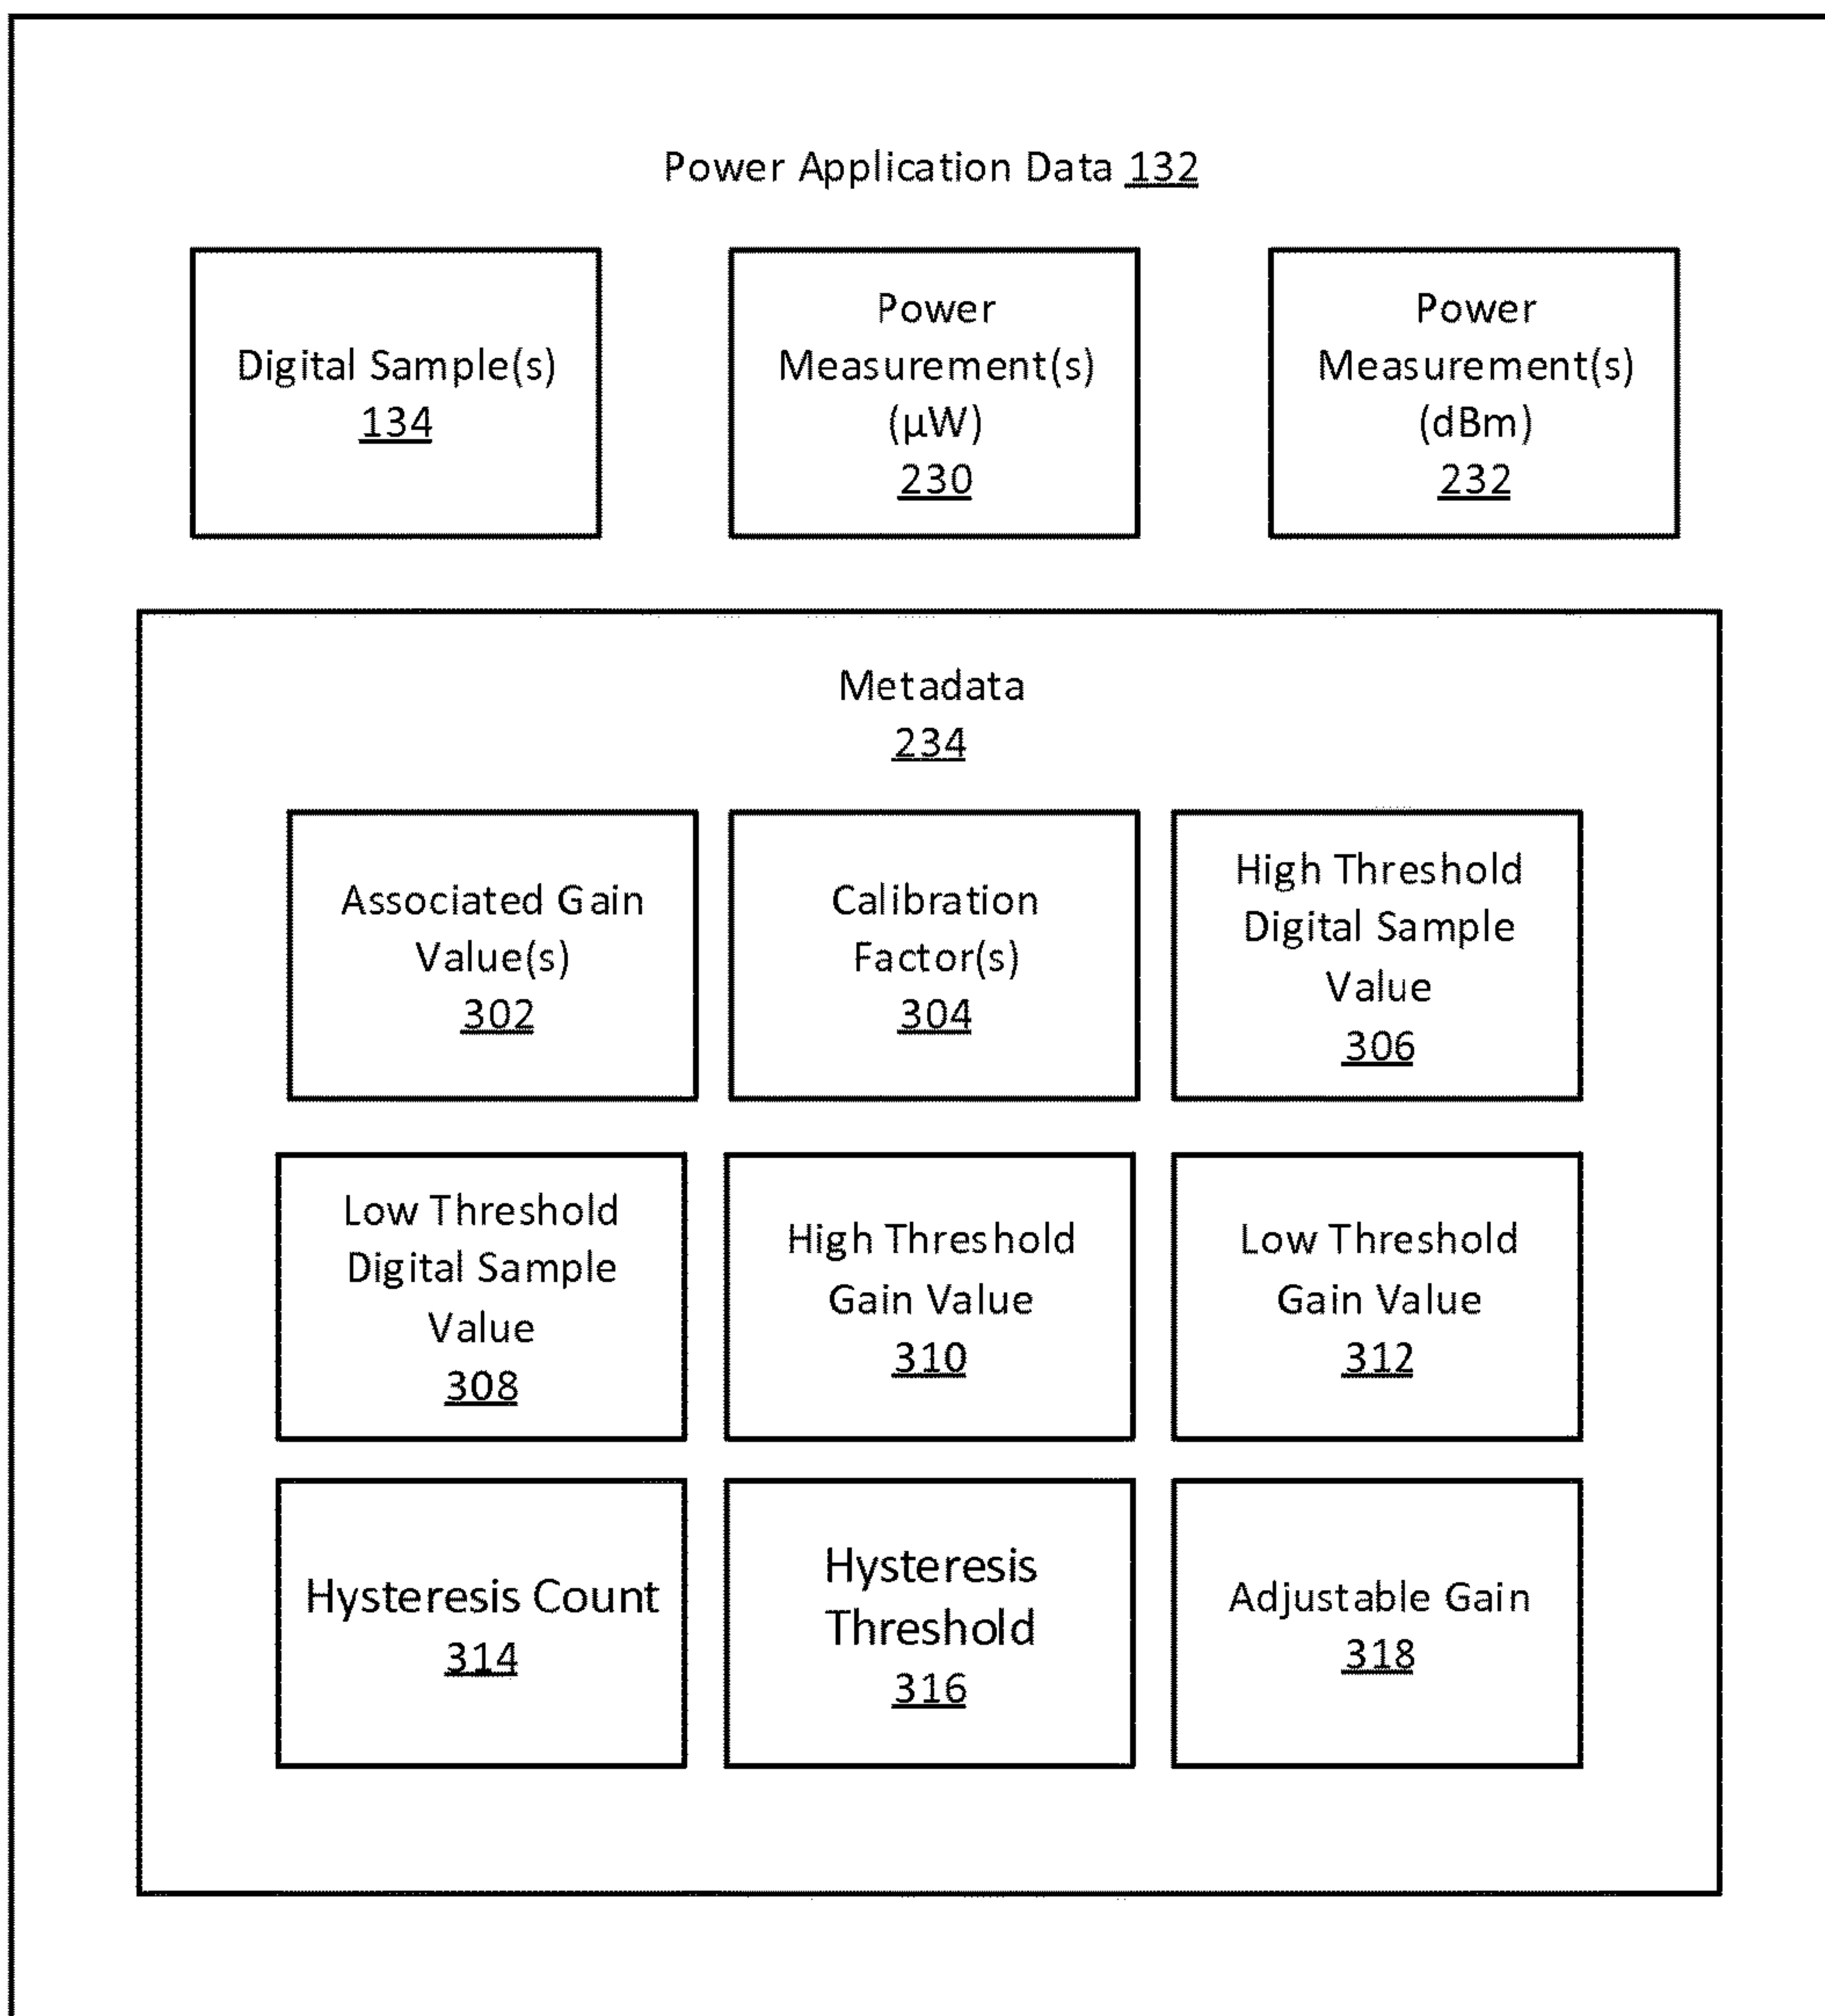 Power Application Data 132
Digital Sample(s)
134
Power
Measurement(s)
(µW)
230
Power
Measurement(s)
(dBm)
232
Metadata
234
Associated Gain
Value(s)
302
Calibration
Factor(s)
304
High Threshold
Digital Sample
Value
306
Low Threshold
Digital Sample
Value
308
High Threshold
Gain Value
310
Low Threshold
Gain Value
312
Hysteresis Count
314
Hysteresis
Threshold
316
Adjustable Gain
318